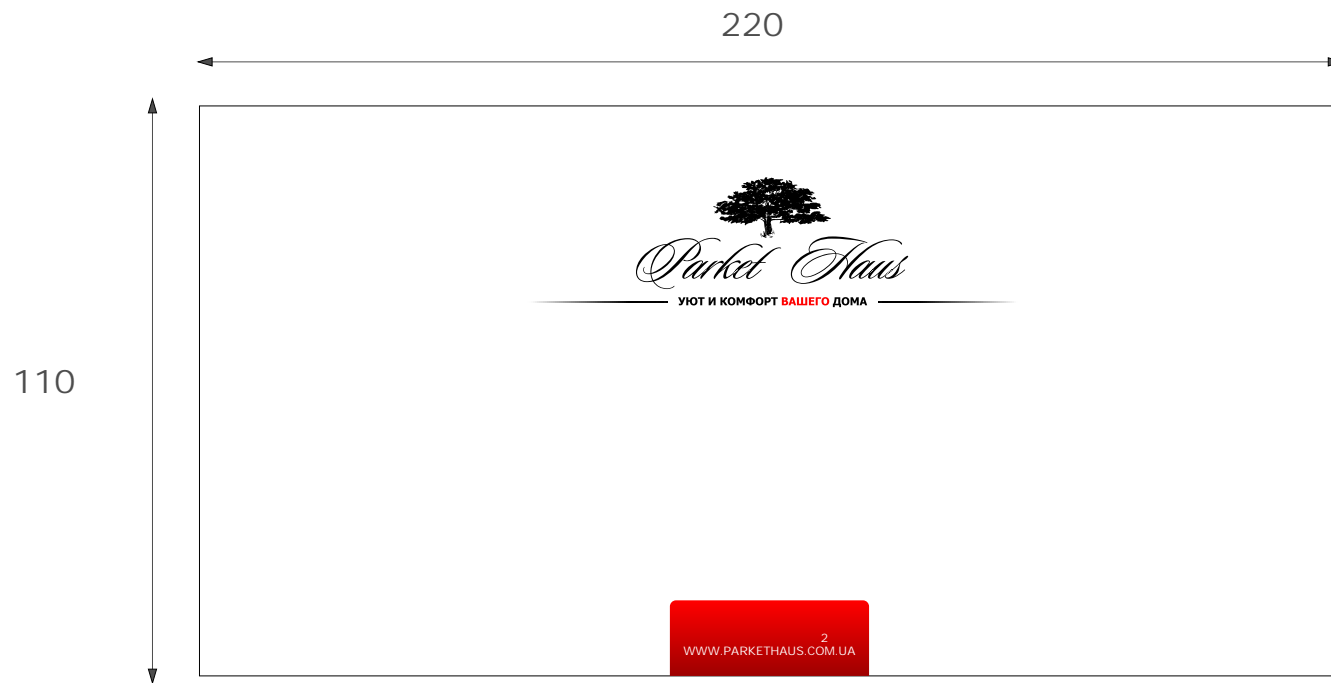 220
110
Parket Haus
УЮТ И КОМФОРТ ВАШЕГО ДОМА
2
WWW.PARKETHAUS.COM.UA